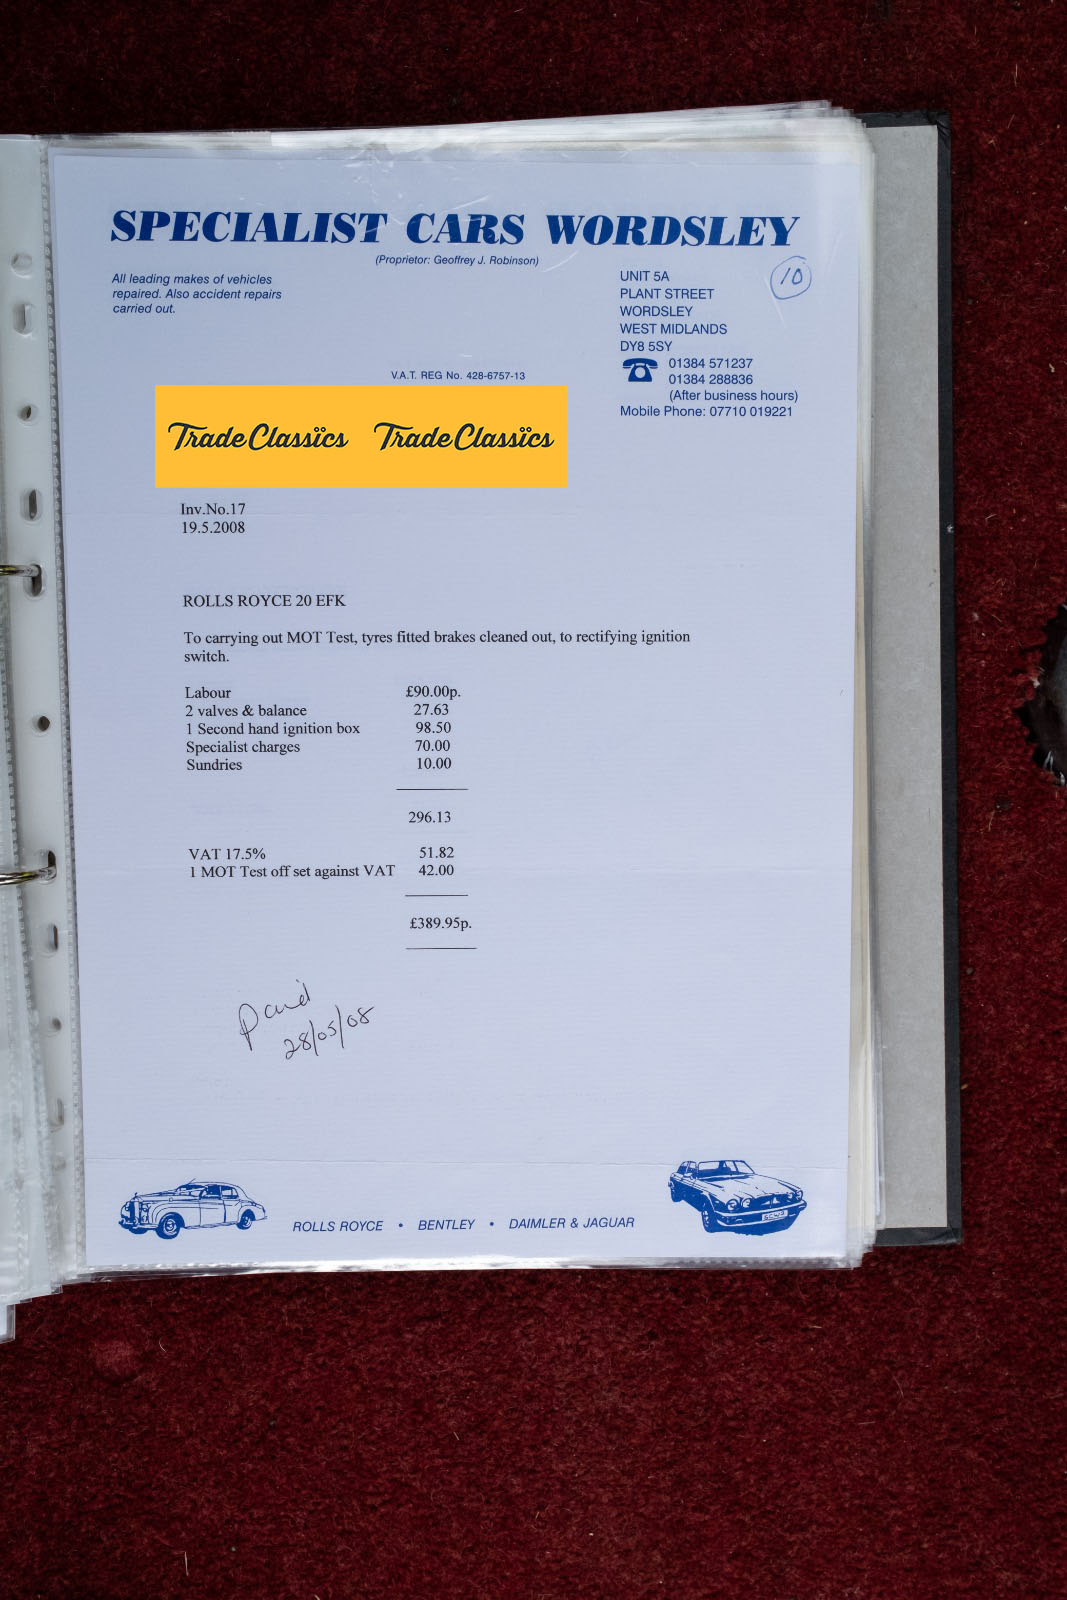 SPECIALIST CARS WORDSLEY
(Proprietor: Geoffrey J. Robinson)
All leading makes of vehicles
repaired. Also accident repairs
carried out.
10
UNIT 5A
PLANT STREET
WORDSLEY
WEST MIDLANDS
DY8 5SY
01384 571237
01384 288836
(After business hours)
Mobile Phone: 07710 019221
V.A.T. REG No. 428-6757-13
TradeClassics TradeClassics
Inv.No.17
19.5.2008
ROLLS ROYCE 20 EFK
To carrying out MOT Test, tyres fitted brakes cleaned out, to rectifying ignition
switch.
Labour £90.00p.
2 valves & balance 27.63
1 Second hand ignition box 98.50
Specialist charges 70.00
Sundries 10.00
296.13
VAT 17.5% 51.82
1 MOT Test off set against VAT 42.00
£389.95p.
Paid
28/05/08
ROLLS ROYCE • BENTLEY • DAIMLER & JAGUAR